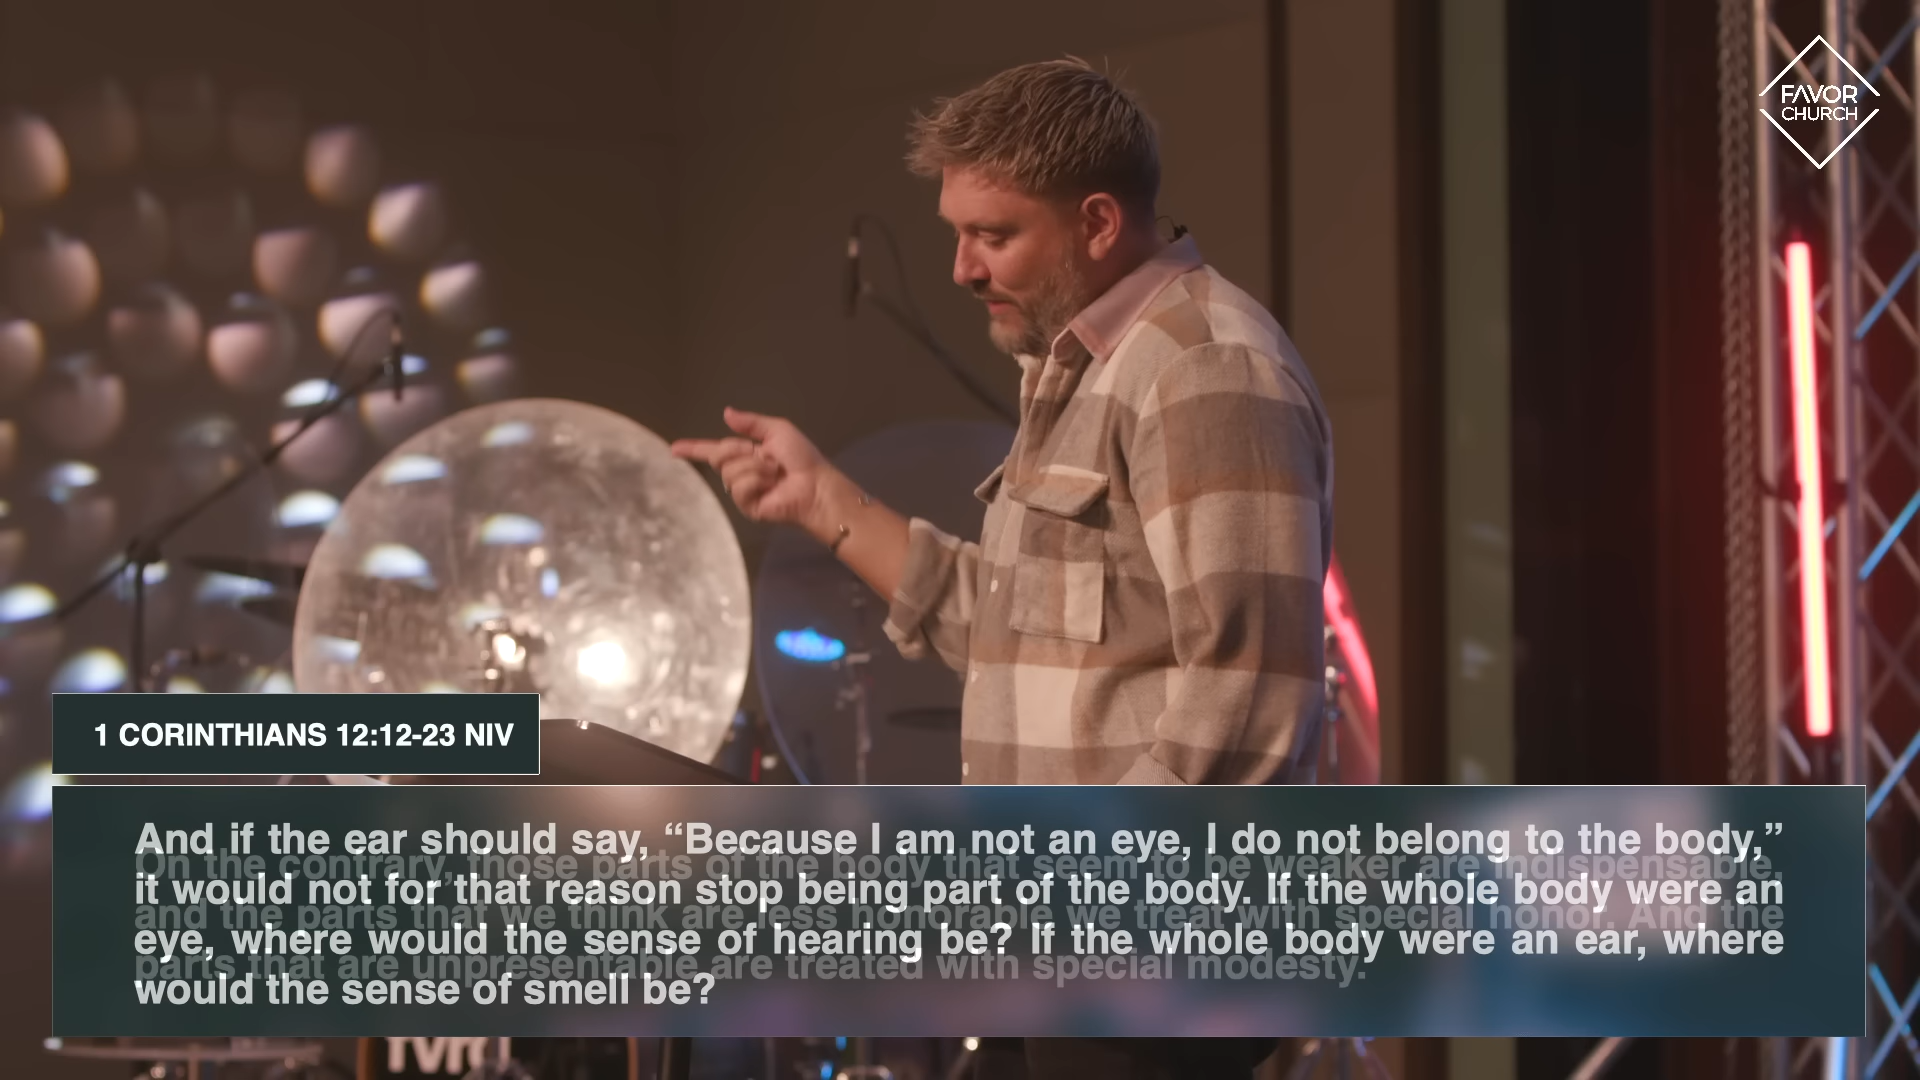 FAVOR
CHURCH
1 CORINTHIANS 12:12-23 NIV
And if the ear should say, “Because I am not an eye, I do not belong to the body,”
it would not for that reason stop being part of the body. If the whole body were an
eye, where would the sense of hearing be? If the whole body were an ear, where
would the sense of smell be?
On the contrary, those parts of the body that seem to be weaker are indispensable,
and the parts that we think are less honorable we treat with special honor. And the
parts that are unpresentable are treated with special modesty.